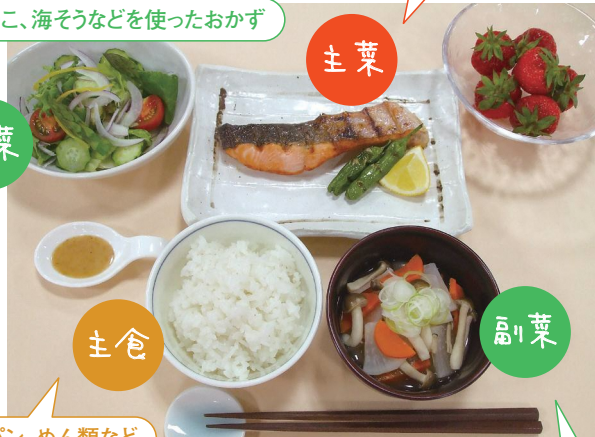 こ、海そうなどを使ったおかず
主菜
菜
主食
副菜
パン、めん類など